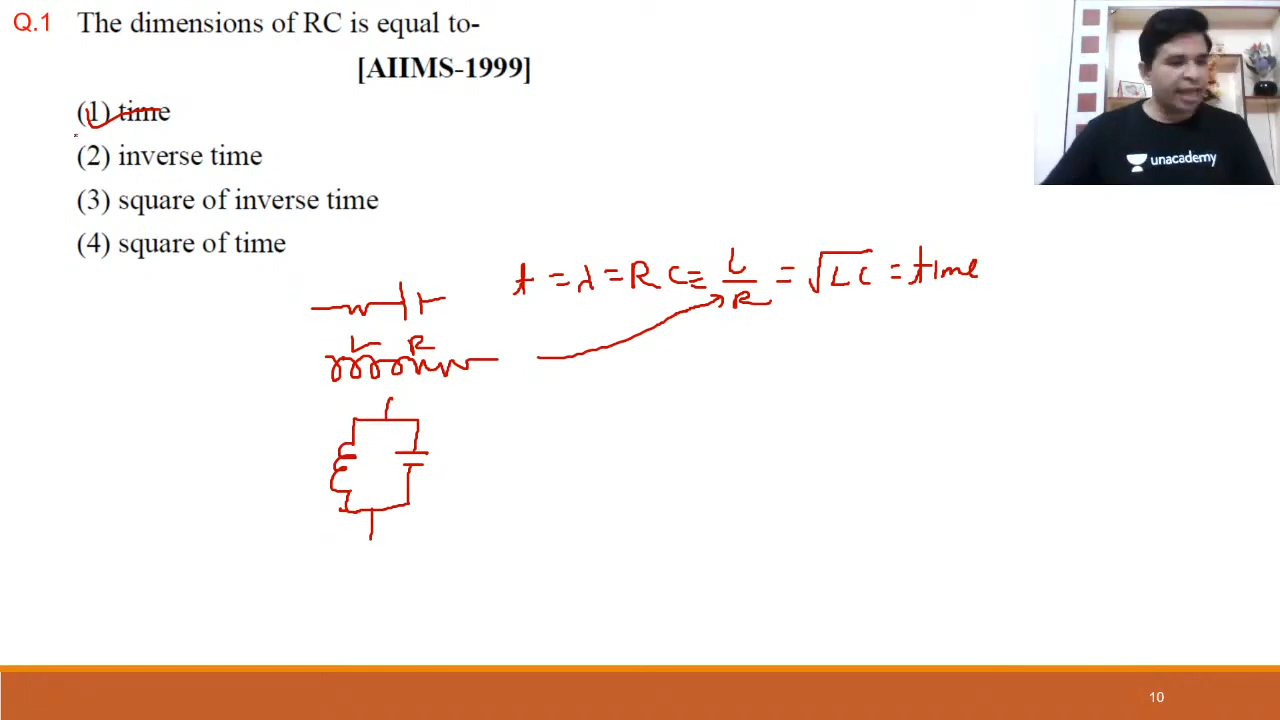 Q.1 The dimensions of RC is equal to-
[AIIMS-1999]
(1) time
(2) inverse time
(3) square of inverse time
(4) square of time
t = λ = RC = L/R = √LC = time
L R
unacademy
10